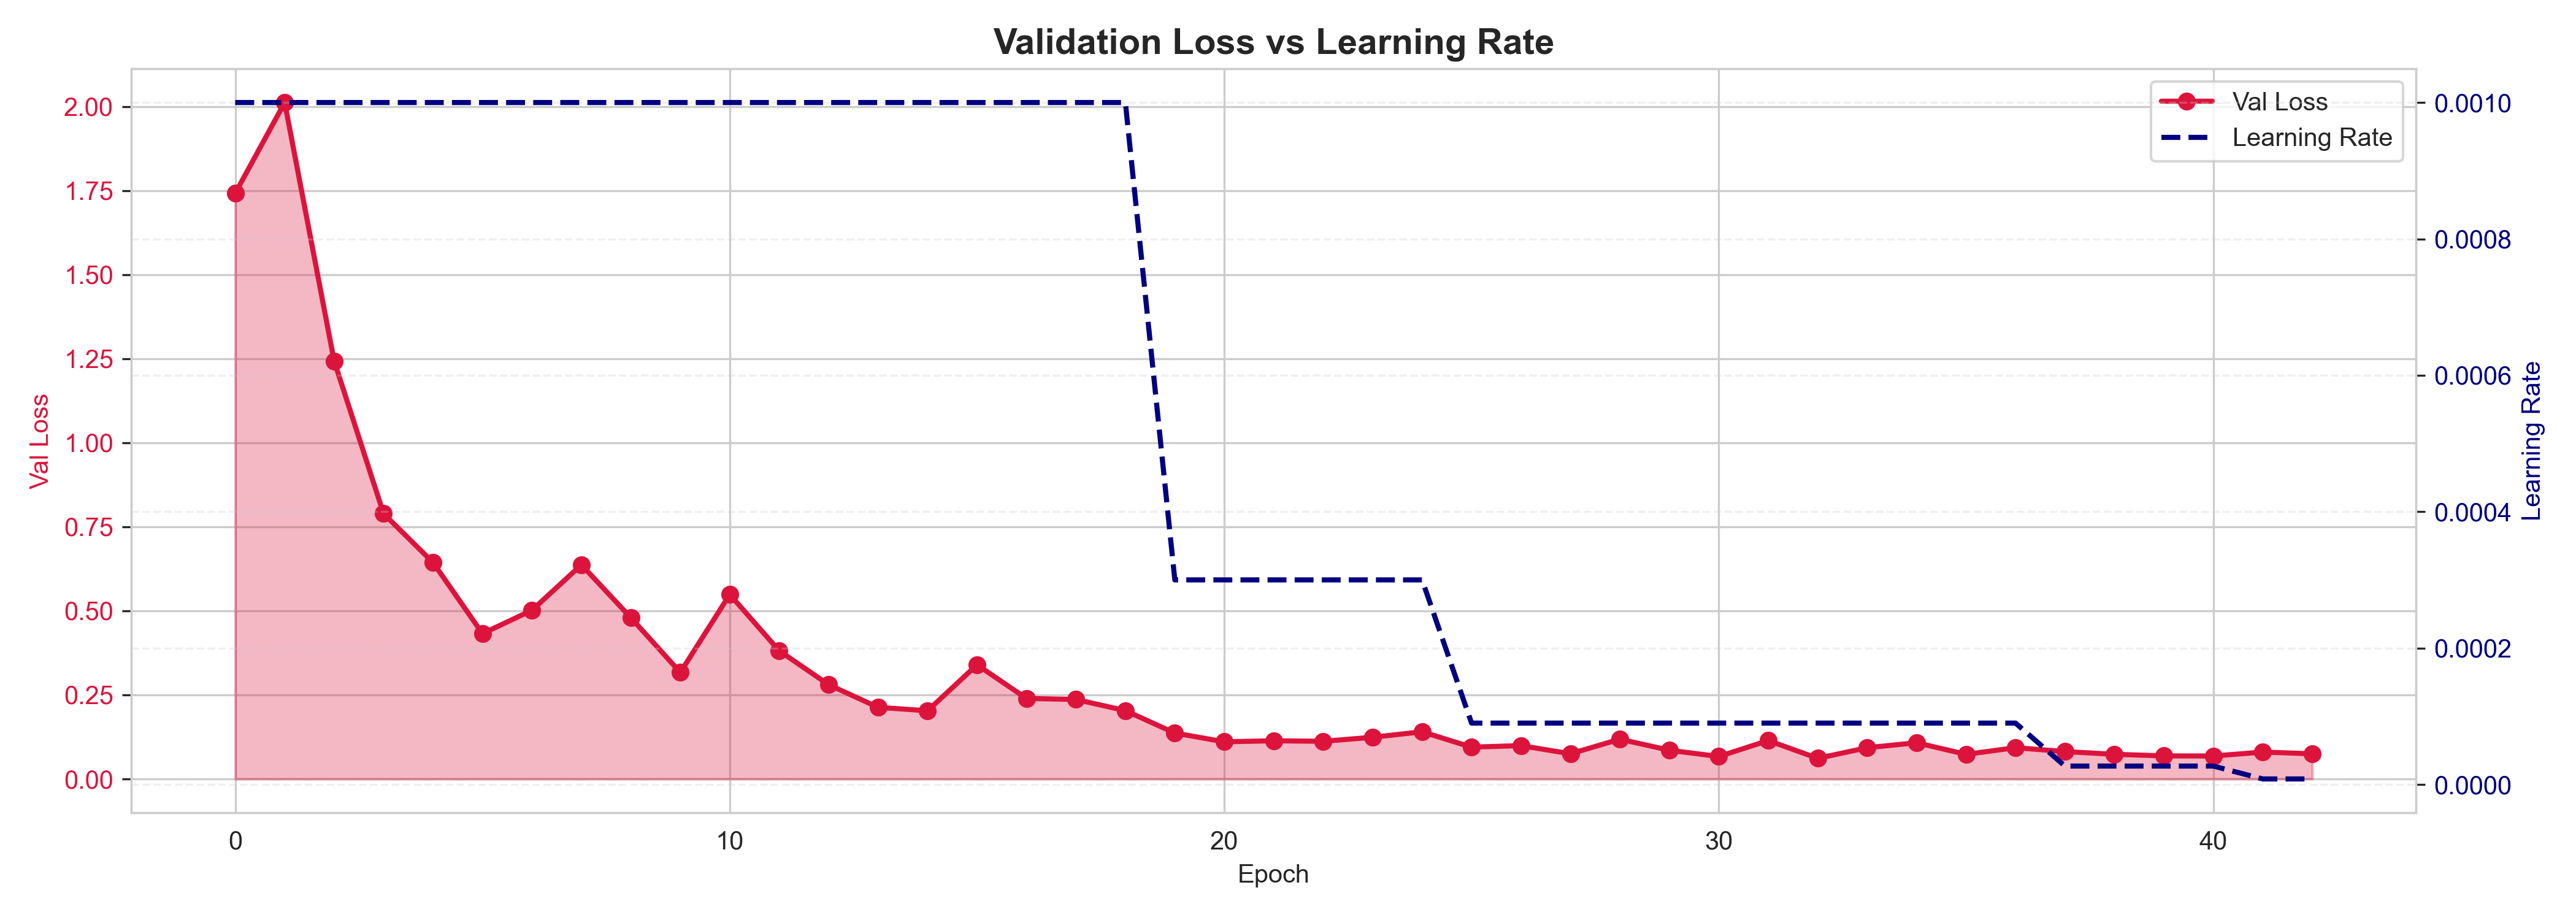 Validation Loss vs Learning Rate
Val Loss
Learning Rate
2.00
1.75
1.50
1.25
1.00
0.75
0.50
0.25
0.00
Val Loss
0.0010
0.0008
0.0006
0.0004
0.0002
0.0000
Learning Rate
0 10 20 30 40
Epoch